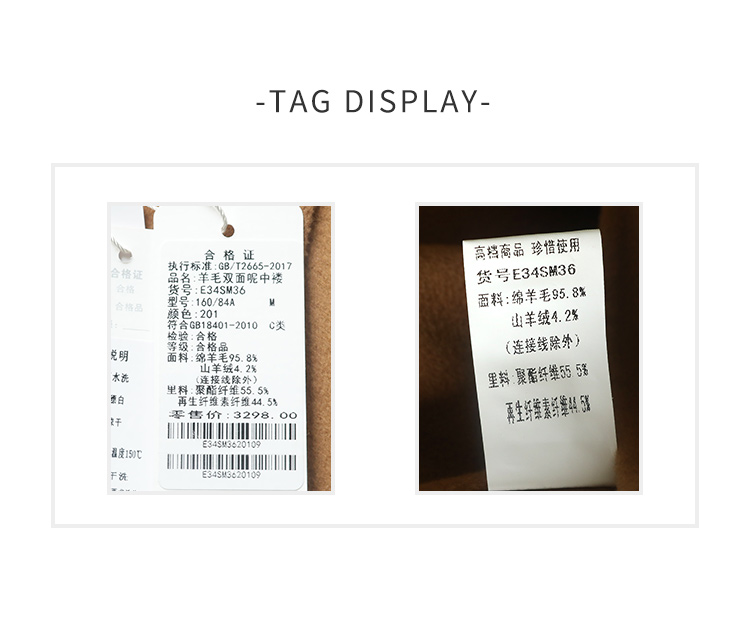 -TAG DISPLAY-
合格证
合格
合格品
说明
水洗
漂白
温度150℃
干洗
合格证
执行标准:GB/T2665-2017
品名:羊毛双面呢中褛
货号:E34SM36
型号:160/84A M
颜色:201
符合GB18401-2010 C类
检验:合格
等级:合格品
面料:绵羊毛95.8%
山羊绒4.2%
(连接线除外)
里料:聚酯纤维55.5%
再生纤维素纤维44.5%
零售价:3298.00
E34SM3620109
E34SM3620109
高档商品 珍惜使用
货号E34SM36
面料:绵羊毛95.8%
山羊绒4.2%
(连接线除外)
里料:聚酯纤维55.5%
再生纤维素纤维44.5%